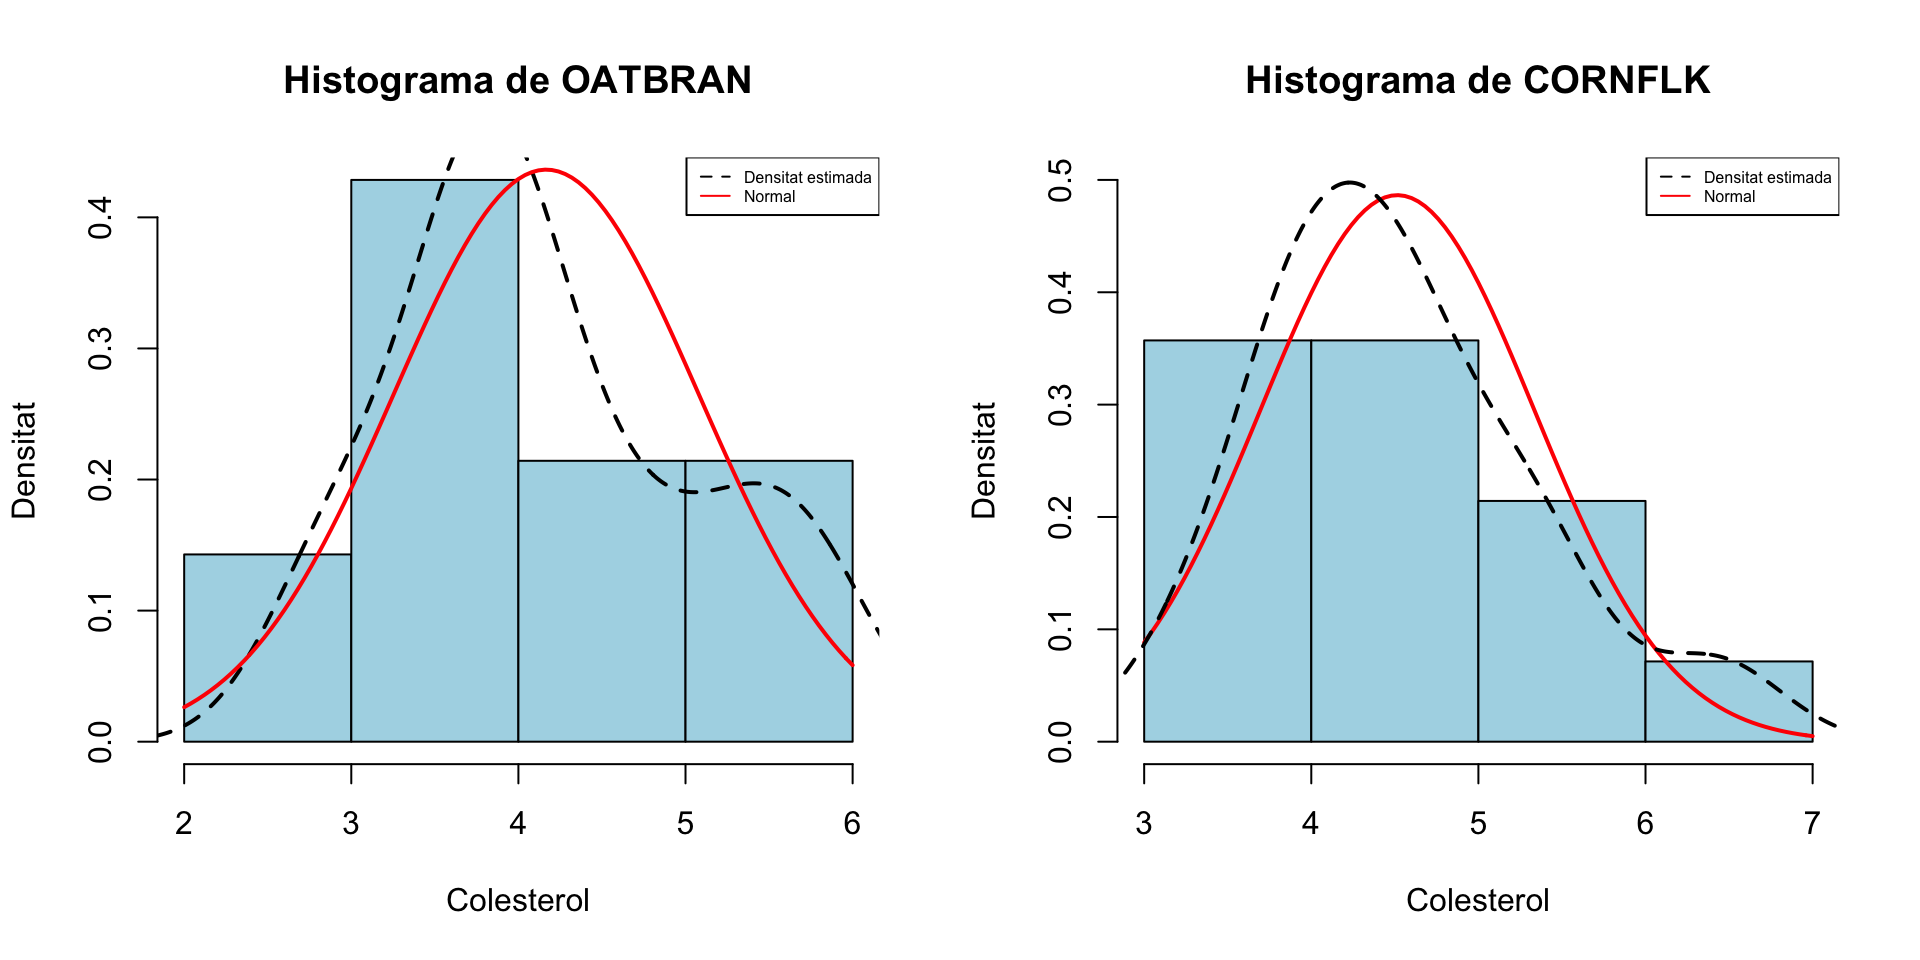 Histograma de OATBRAN
Densitat estimada
Normal
Densitat
0.0
0.1
0.2
0.3
0.4
2 3 4 5 6
Colesterol
Histograma de CORNFLK
Densitat estimada
Normal
Densitat
0.0
0.1
0.2
0.3
0.4
0.5
3 4 5 6 7
Colesterol